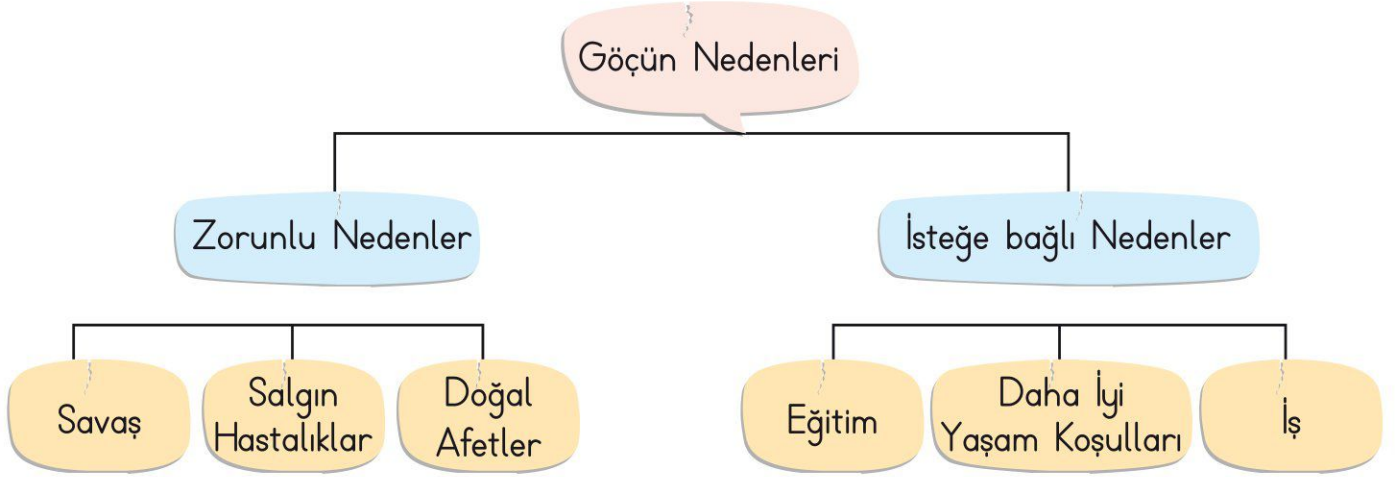 Göçün Nedenleri
Zorunlu Nedenler
İsteğe bağlı Nedenler
Savaş
Salgın
Hastalıklar
Doğal
Afetler
Eğitim
Daha İyi
Yaşam Koşulları
İş